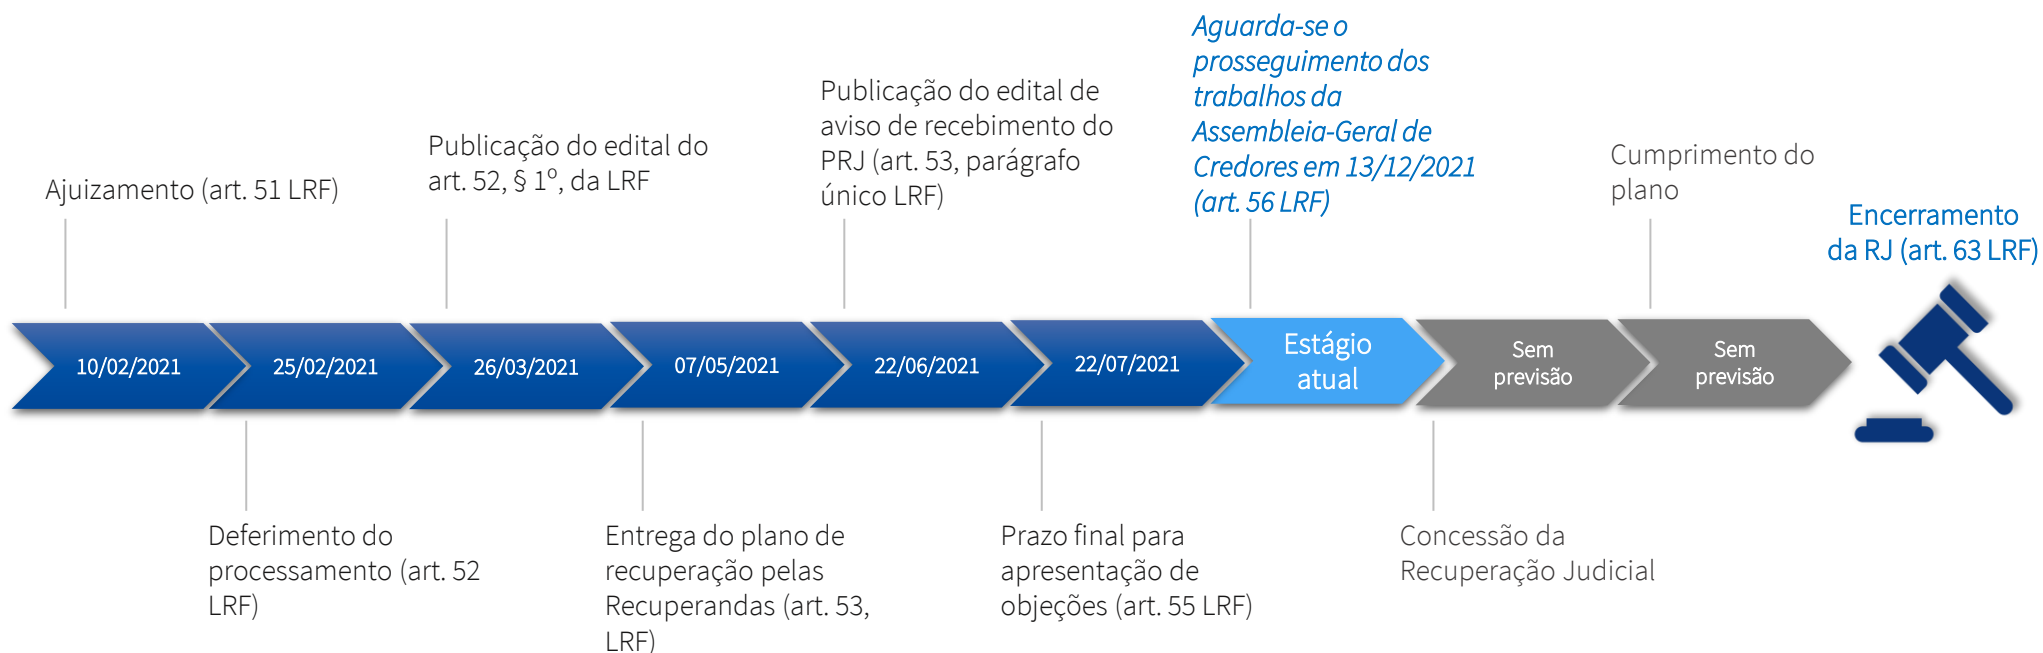 Aguarda-se o
prosseguimento dos
trabalhos da
Assembleia-Geral de
Credores em 13/12/2021
(art. 56 LRF)
Publicação do edital de
aviso de recebimento do
PRJ (art. 53, parágrafo
único LRF)
Publicação do edital do
art. 52, § 1º, da LRF
Ajuizamento (art. 51 LRF)
Cumprimento do
plano
Encerramento
da RJ (art. 63 LRF)
10/02/2021
25/02/2021
26/03/2021
07/05/2021
22/06/2021
22/07/2021
Estágio
atual
Sem
previsão
Sem
previsão
Deferimento do
processamento (art. 52
LRF)
Entrega do plano de
recuperação pelas
Recuperandas (art. 53,
LRF)
Prazo final para
apresentação de
objeções (art. 55 LRF)
Concessão da
Recuperação Judicial